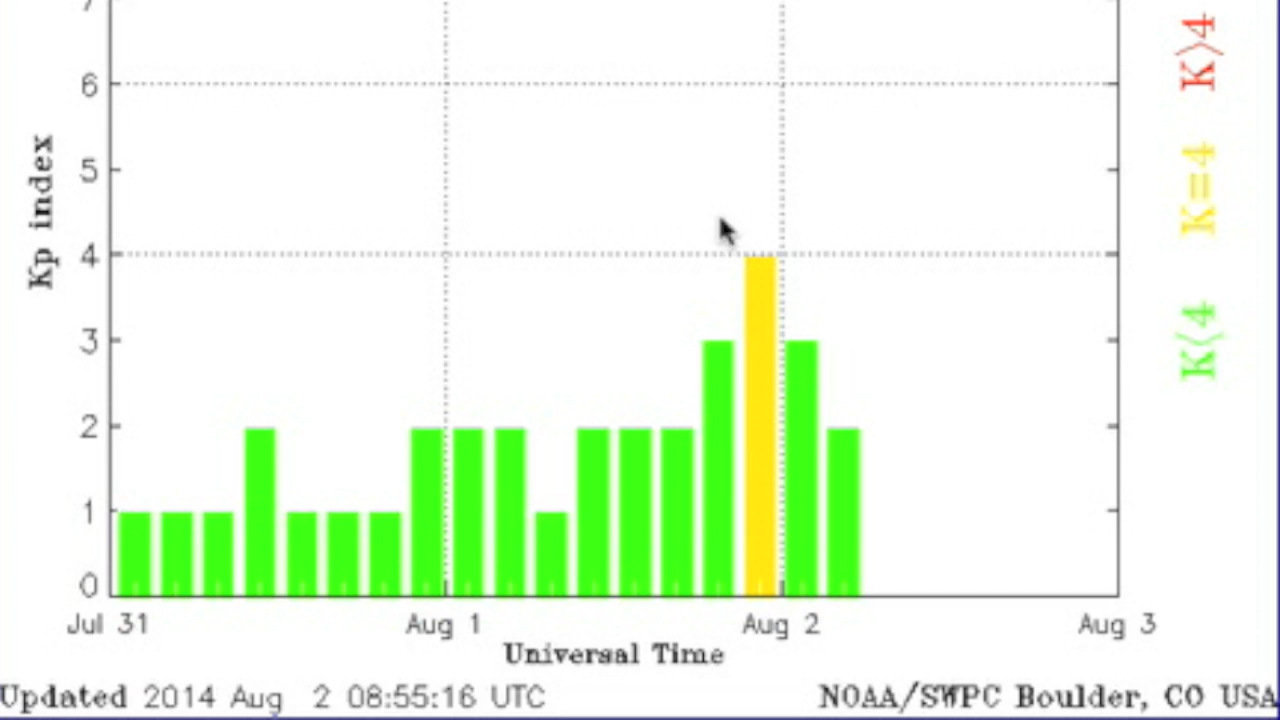 7
6
5
4
3
2
1
0
Kp index
Jul 31 Aug 1 Aug 2 Aug 3
Universal Time
Updated 2014 Aug 2 08:55:16 UTC NOAA/SWPC Boulder, CO USA
K<4 K=4 K>4